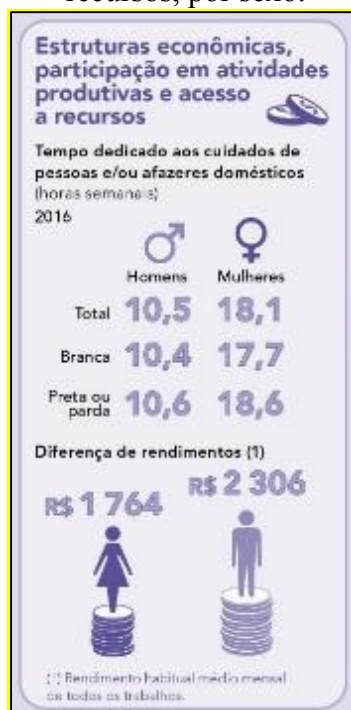 recursos, por sexo.
Estruturas econômicas,
participação em atividades
produtivas e acesso
a recursos
Tempo dedicado aos cuidados de
pessoas e/ou afazeres domésticos
(horas semanais)
2016
Homens Mulheres
Total 10,5 18,1
Branca 10,4 17,7
Preta ou
parda 10,6 18,6
Diferença de rendimentos (1)
R$ 1 764 R$ 2 306
(1) Rendimento habitual médio mensal
de todos os trabalhos.